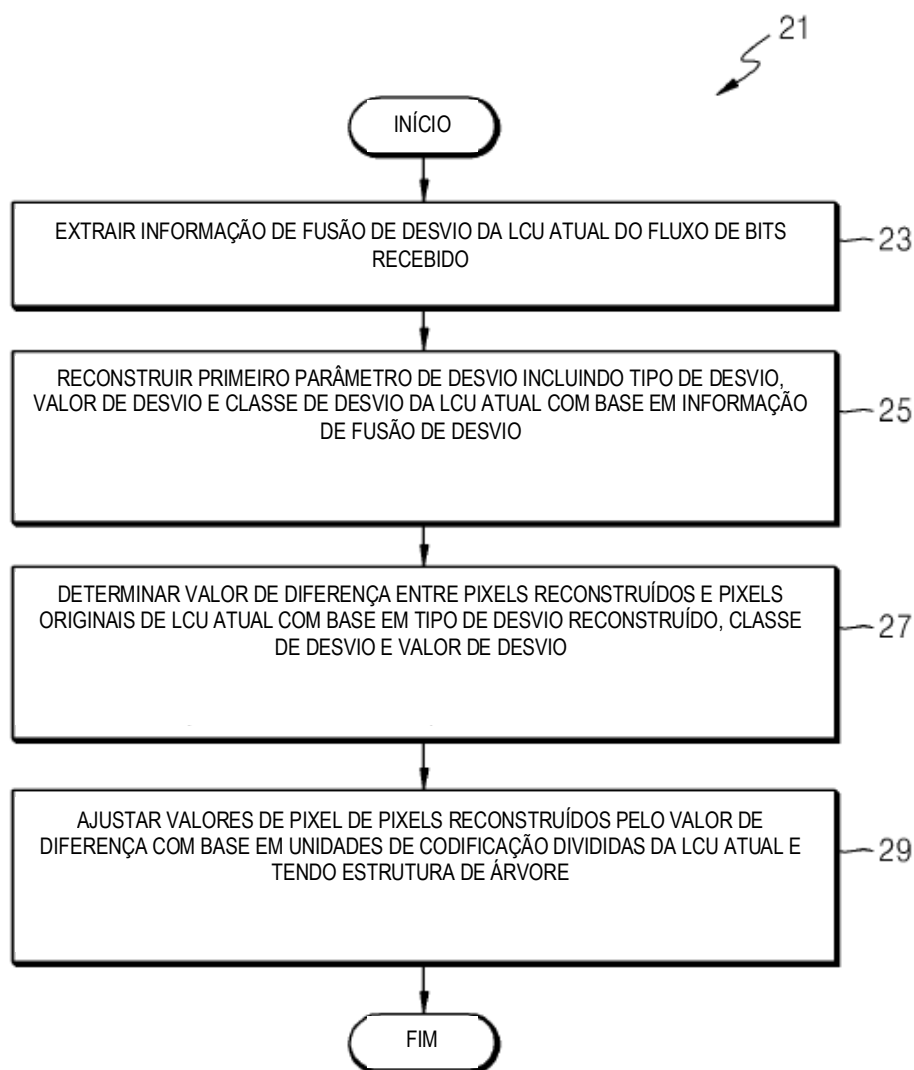 21
INÍCIO
EXTRAIR INFORMAÇÃO DE FUSÃO DE DESVIO DA LCU ATUAL DO FLUXO DE BITS
RECEBIDO
23
RECONSTRUIR PRIMEIRO PARÂMETRO DE DESVIO INCLUINDO TIPO DE DESVIO,
VALOR DE DESVIO E CLASSE DE DESVIO DA LCU ATUAL COM BASE EM INFORMAÇÃO
DE FUSÃO DE DESVIO
25
DETERMINAR VALOR DE DIFERENÇA ENTRE PIXELS RECONSTRUÍDOS E PIXELS
ORIGINAIS DE LCU ATUAL COM BASE EM TIPO DE DESVIO RECONSTRUÍDO, CLASSE
DE DESVIO E VALOR DE DESVIO
27
AJUSTAR VALORES DE PIXEL DE PIXELS RECONSTRUÍDOS PELO VALOR DE
DIFERENÇA COM BASE EM UNIDADES DE CODIFICAÇÃO DIVIDIDAS DA LCU ATUAL E
TENDO ESTRUTURA DE ÁRVORE
29
FIM